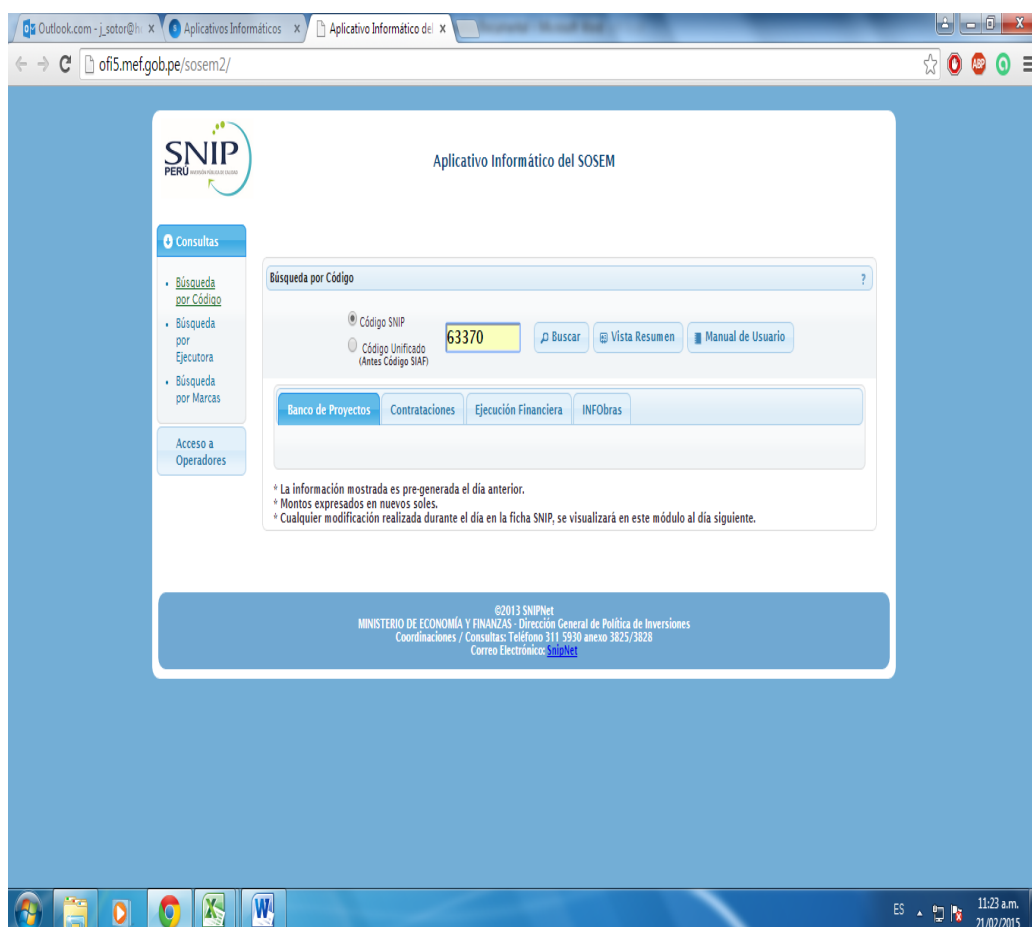 Outlook.com - j_sotor@h
Aplicativos Informáticos
Aplicativo Informático del
ofi5.mef.gob.pe/sosem2/
ABP
SNIP
PERÚ
Aplicativo Informático del SOSEM
Consultas
Búsqueda
por Código
Búsqueda
por
Ejecutora
Búsqueda
por Marcas
Acceso a
Operadores
Búsqueda por Código
?
Código SNIP
Código Unificado
(Antes Código SIAF)
63370
Buscar
Vista Resumen
Manual de Usuario
Banco de Proyectos
Contrataciones
Ejecución Financiera
INFObras
* La información mostrada es pre-generada el día anterior.
* Montos expresados en nuevos soles.
* Cualquier modificación realizada durante el día en la ficha SNIP, se visualizará en este módulo al día siguiente.
©2013 SNIPNet
MINISTERIO DE ECONOMÍA Y FINANZAS - Dirección General de Política de Inversiones
Coordinaciones / Consultas: Teléfono 311 5930 anexo 3825/3828
Correo Electrónico: SnipNet
ES
11:23 a.m.
21/02/2015